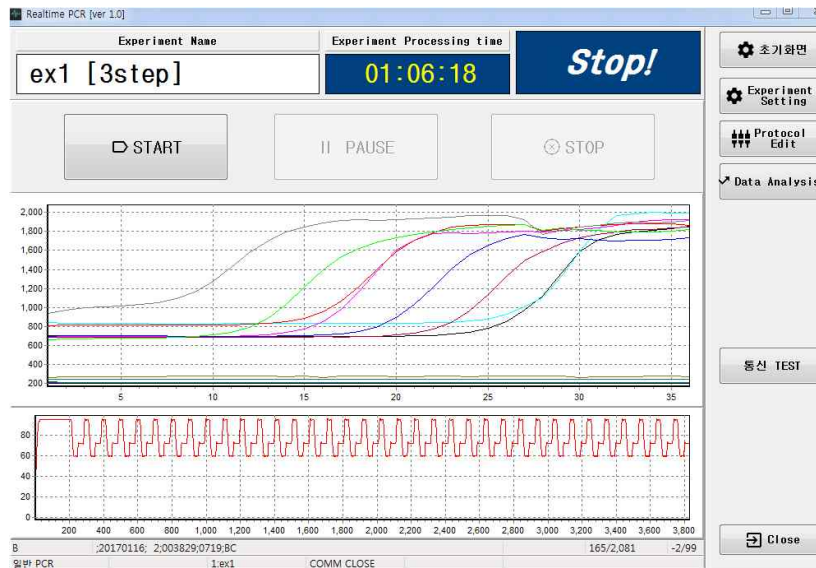 Realtime PCR [ver 1.0]
Experiment Name
Experiment Processing time
ex1 [3step]
01:06:18
Stop!
초기화면
Experiment
Setting
Protocol
Edit
Data Analysis
START
PAUSE
STOP
2,000
1,800
1,600
1,400
1,200
1,000
800
600
400
200
5 10 15 20 25 30 35
통신 TEST
80
60
40
20
0
200 400 600 800 1,000 1,200 1,400 1,600 1,800 2,000 2,200 2,400 2,600 2,800 3,000 3,200 3,400 3,600 3,800
Close
B ;20170116; 2;003829;0719;BC 165/2,081 -2/99
일반 PCR 1:ex1 COMM CLOSE